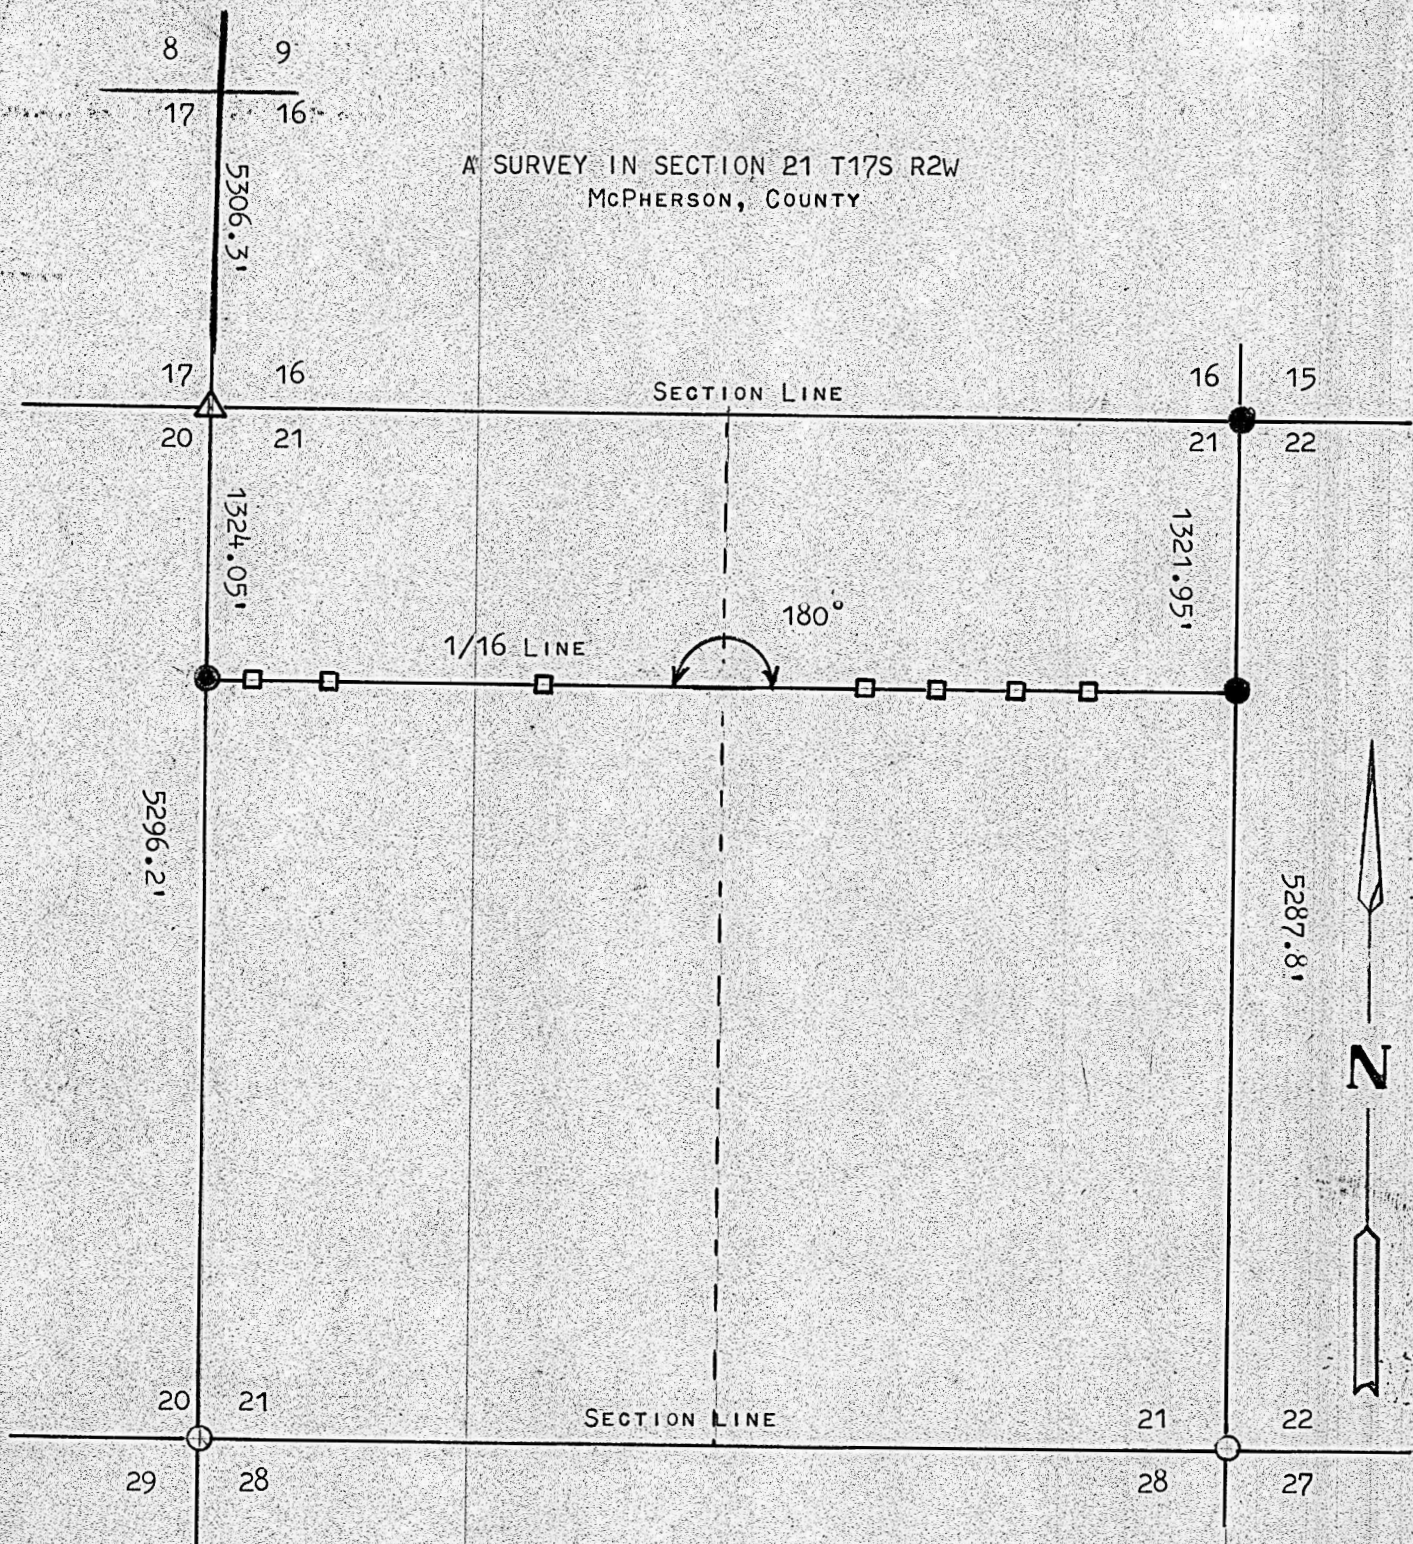 8 9
17 16
A SURVEY IN SECTION 21 T17S R2W
McPHERSON, COUNTY
5306.3'
17 16
SECTION LINE
16 15
20 21
21 22
1324.05'
1321.95'
180°
1/16 LINE
5296.2'
5287.8'
N
20 21
SECTION LINE
21 22
29 28
28 27